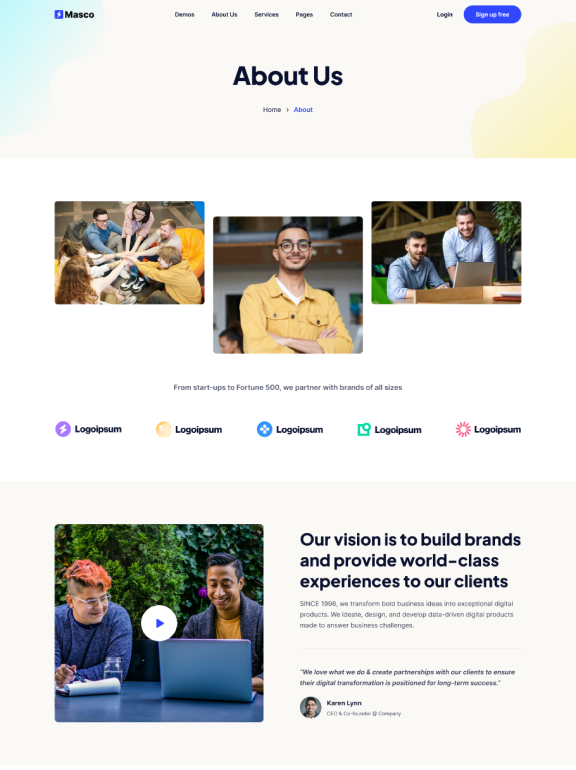 Masco
Demos About Us Services Pages Contact
Login Sign up free
About Us
Home › About
From start-ups to Fortune 500, we partner with brands of all sizes
Logoipsum Logoipsum Logoipsum Logoipsum Logoipsum
Our vision is to build brands
and provide world-class
experiences to our clients
SINCE 1998, we transform bold business ideas into exceptional digital
products. We ideate, design, and develop data-driven digital products
made to answer business challenges.
"We love what we do & create partnerships with our clients to ensure
their digital transformation is positioned for long-term success."
Karen Lynn
CEO & Co-founder @ Company